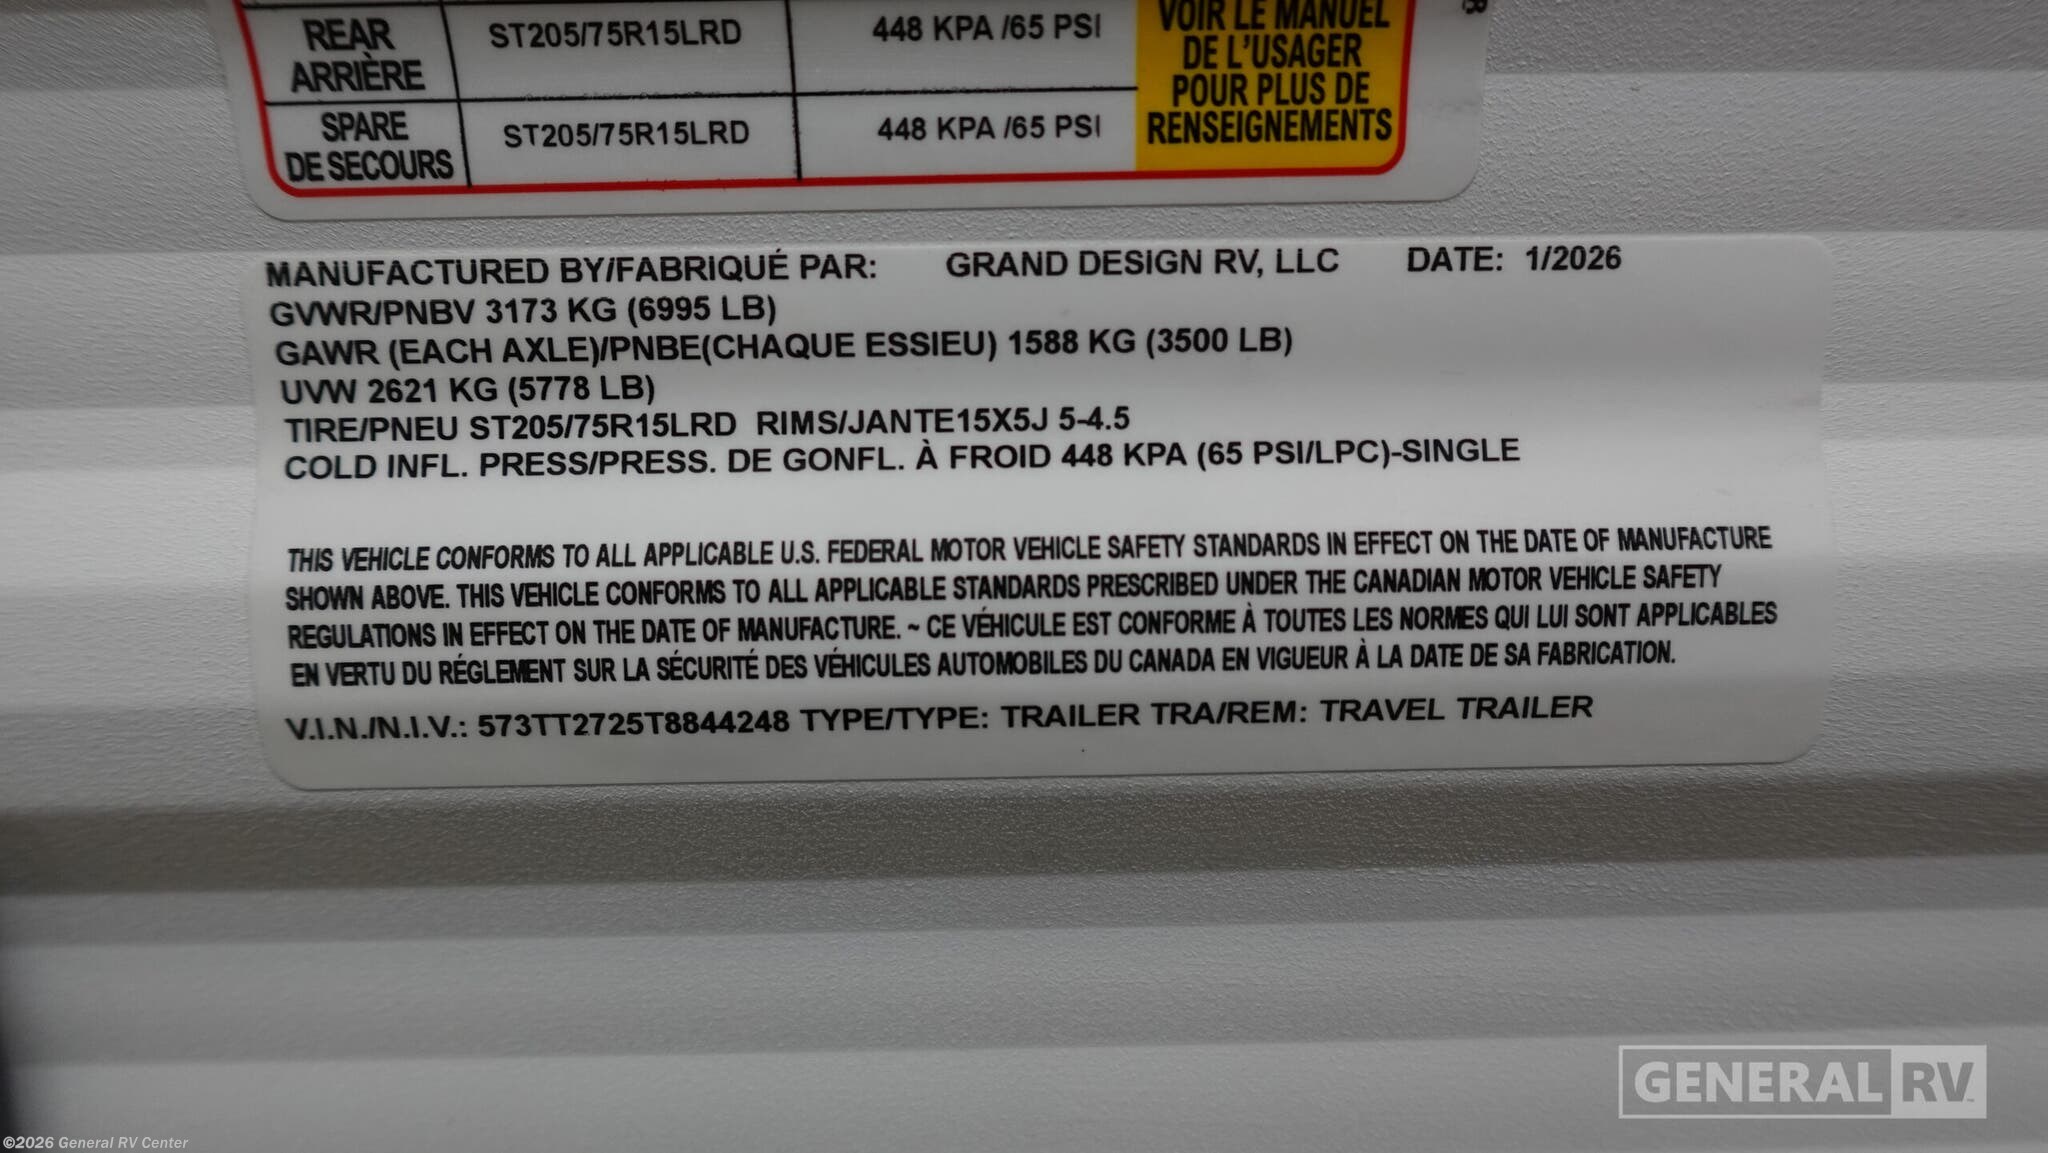 REAR
ARRIÈRE
ST205/75R15LRD
448 KPA /65 PSI
SPARE
DE SECOURS
ST205/75R15LRD
448 KPA /65 PSI
VOIR LE MANUEL
DE L'USAGER
POUR PLUS DE
RENSEIGNEMENTS
MANUFACTURED BY/FABRIQUÉ PAR: GRAND DESIGN RV, LLC DATE: 1/2026
GVWR/PNBV 3173 KG (6995 LB)
GAWR (EACH AXLE)/PNBE(CHAQUE ESSIEU) 1588 KG (3500 LB)
UVW 2621 KG (5778 LB)
TIRE/PNEU ST205/75R15LRD RIMS/JANTE15X5J 5-4.5
COLD INFL. PRESS/PRESS. DE GONFL. À FROID 448 KPA (65 PSI/LPC)-SINGLE
THIS VEHICLE CONFORMS TO ALL APPLICABLE U.S. FEDERAL MOTOR VEHICLE SAFETY STANDARDS IN EFFECT ON THE DATE OF MANUFACTURE
SHOWN ABOVE. THIS VEHICLE CONFORMS TO ALL APPLICABLE STANDARDS PRESCRIBED UNDER THE CANADIAN MOTOR VEHICLE SAFETY
REGULATIONS IN EFFECT ON THE DATE OF MANUFACTURE. ~ CE VÉHICULE EST CONFORME À TOUTES LES NORMES QUI LUI SONT APPLICABLES
EN VERTU DU RÉGLEMENT SUR LA SÉCURITÉ DES VÉHICULES AUTOMOBILES DU CANADA EN VIGUEUR À LA DATE DE SA FABRICATION.
V.I.N./N.I.V.: 573TT2725T8844248 TYPE/TYPE: TRAILER TRA/REM: TRAVEL TRAILER
GENERAL RV
©2026 General RV Center